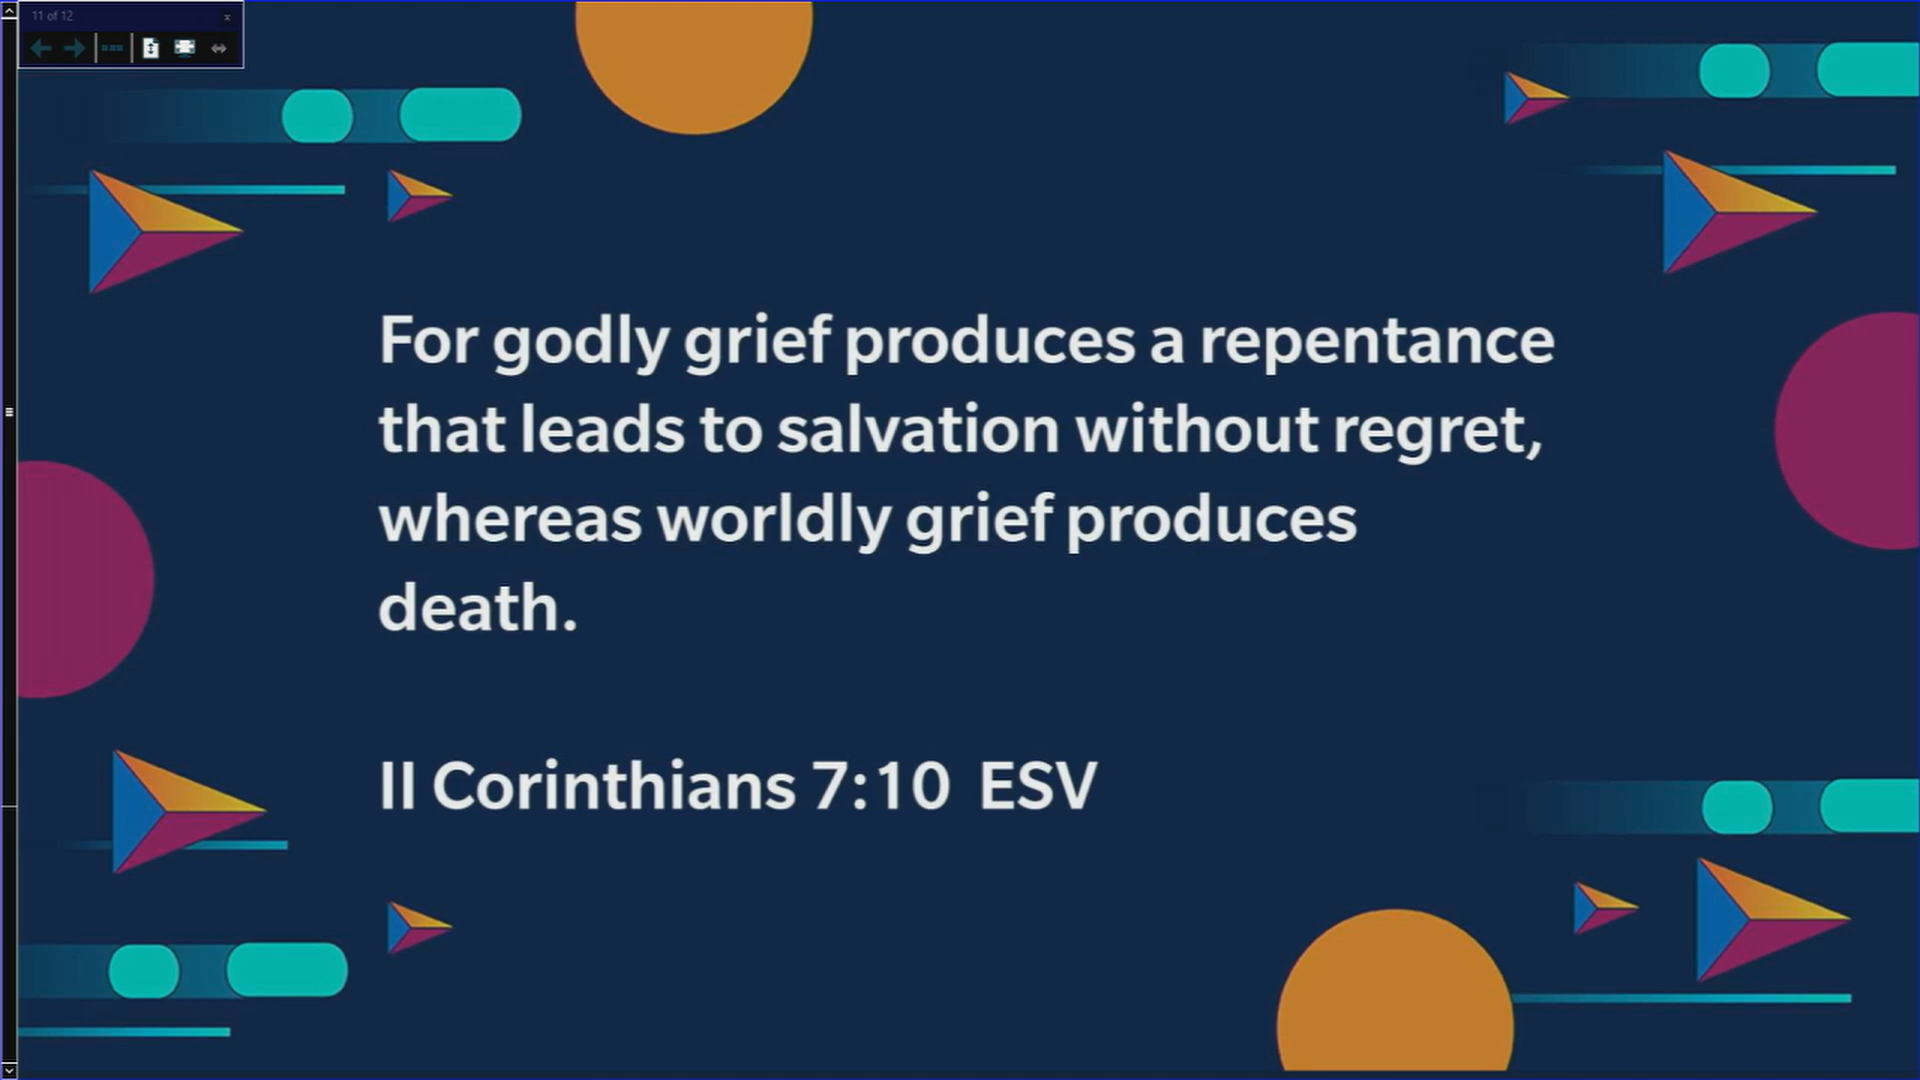 11 of 12
For godly grief produces a repentance
that leads to salvation without regret,
whereas worldly grief produces
death.
II Corinthians 7:10 ESV